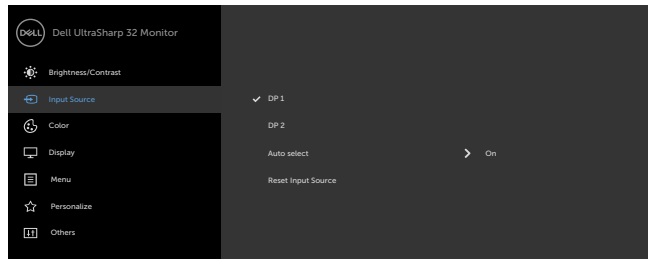 DELL Dell UltraSharp 32 Monitor
Brightness/Contrast
Input Source
DP 1
Color
DP 2
Display
Auto select On
Menu
Reset Input Source
Personalize
Others